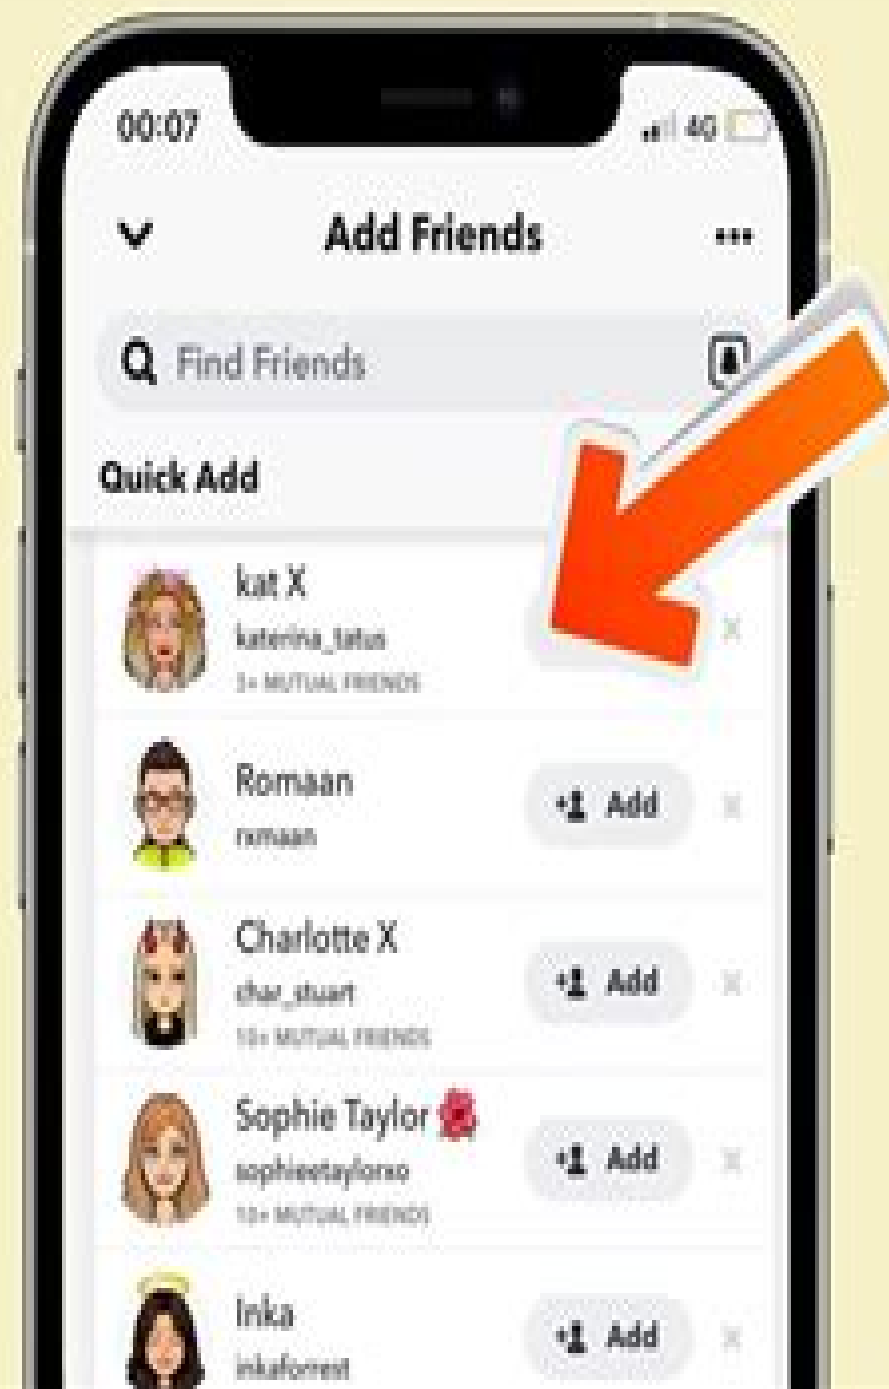 00:07
4G
Add Friends
Find Friends
Quick Add
kat X
katerina_tatus
3+ MUTUAL FRIENDS
Romaan
rxmaan
Add
Charlotte X
char_stuart
10+ MUTUAL FRIENDS
Add
Sophie Taylor
sophieetaylorxo
10+ MUTUAL FRIENDS
Add
Inka
inkaforrest
Add